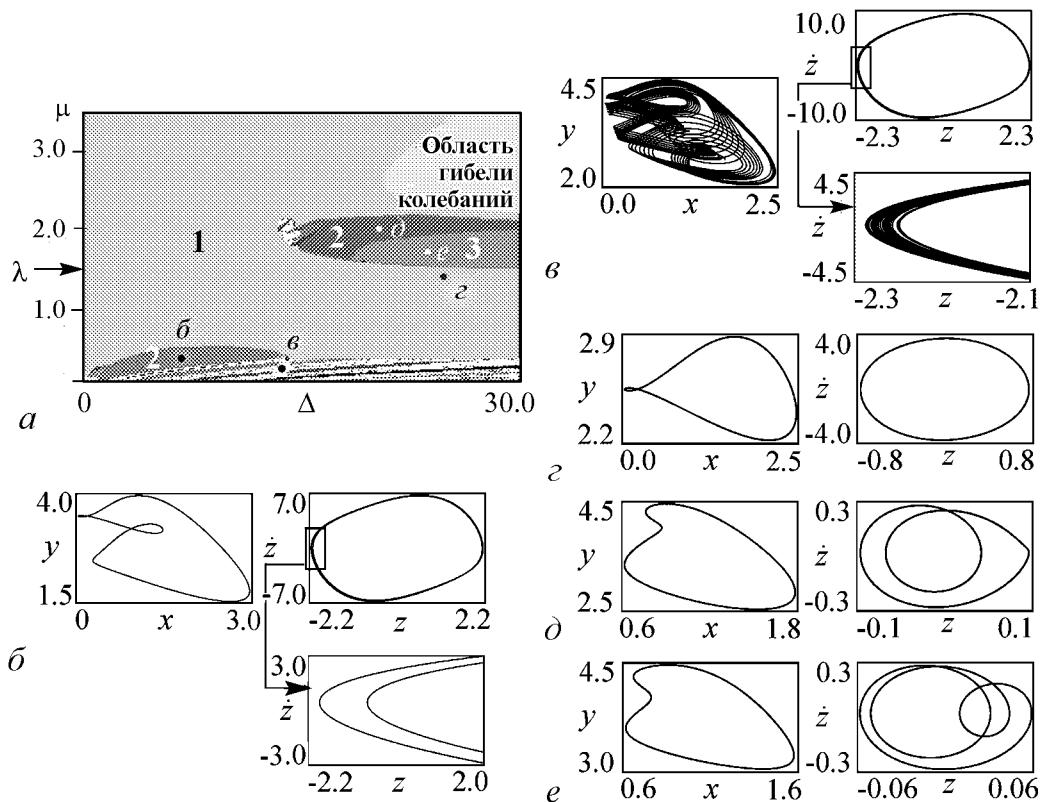 μ
3.0
2.0
λ
1.0
Область
гибели
колебаний
1
2
3
д
е
г
б
в
2
0
Δ
30.0
а
4.0
y
1.5
0
x
3.0
7.0
ż
-7.0
-2.2
z
2.2
3.0
ż
-3.0
-2.2
z
2.0
б
4.5
y
2.0
0.0
x
2.5
10.0
ż
-10.0
-2.3
z
2.3
4.5
ż
-4.5
-2.3
z
-2.1
в
2.9
y
2.2
0.0
x
2.5
4.0
ż
-4.0
-0.8
z
0.8
г
4.5
y
2.5
0.6
x
1.8
0.3
ż
-0.3
-0.1
z
0.1
д
4.5
y
3.0
0.6
x
1.6
0.3
ż
-0.3
-0.06
z
0.06
е